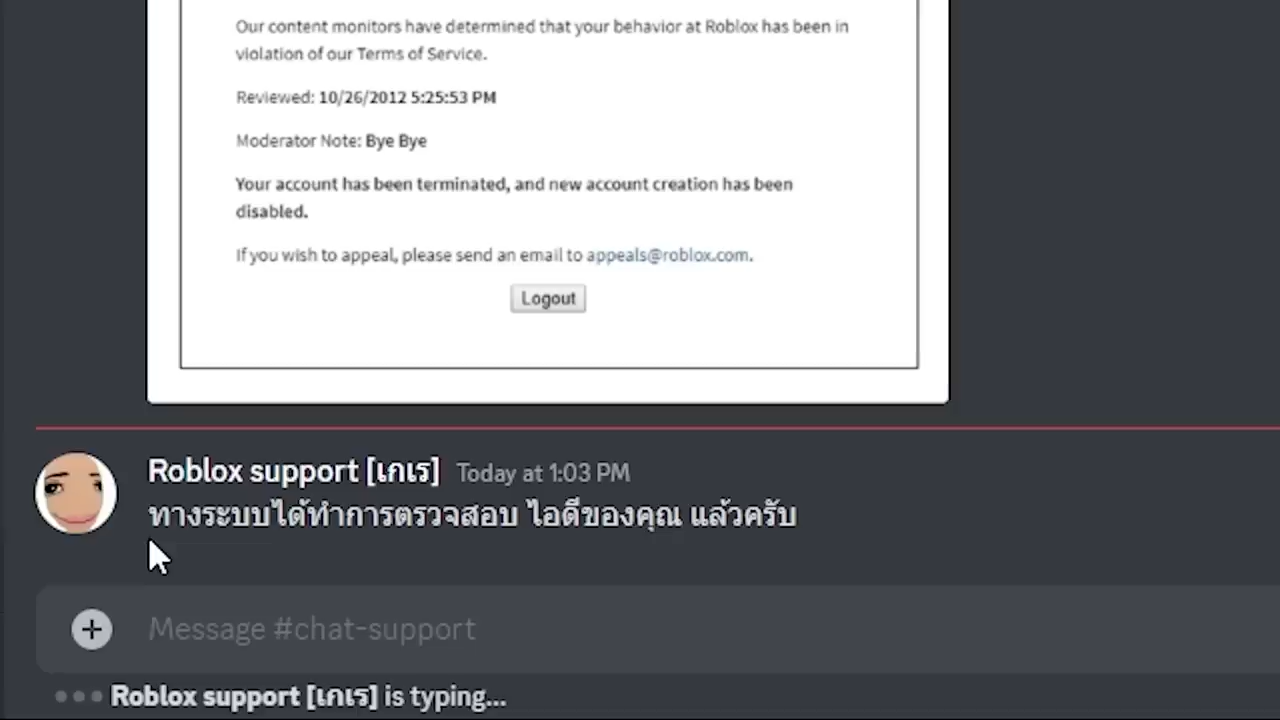 Our content monitors have determined that your behavior at Roblox has been in
violation of our Terms of Service.
Reviewed: 10/26/2012 5:25:53 PM
Moderator Note: Bye Bye
Your account has been terminated, and new account creation has been
disabled.
If you wish to appeal, please send an email to appeals@roblox.com.
Logout
Roblox support [เกเร] Today at 1:03 PM
ทางระบบได้ทำการตรวจสอบ ไอดีของคุณ แล้วครับ
Message #chat-support
Roblox support [เกเร] is typing...